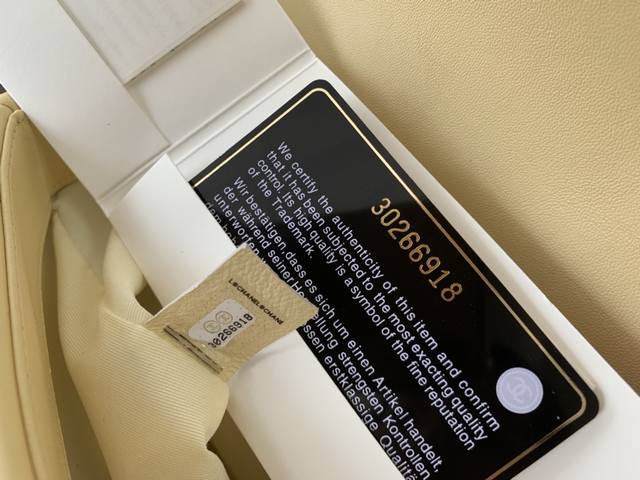 30266918
We certify the authenticity of this item and confirm
that it has been subjected to the most exacting quality
control. Its high quality is a symbol of the fine reputation
of the Trademark.
Wir bestätigen, dass es sich um einen Artikel handelt,
der während seiner strengsten Kontrollen
unterworfen erstklassige
CHANEL
30266918